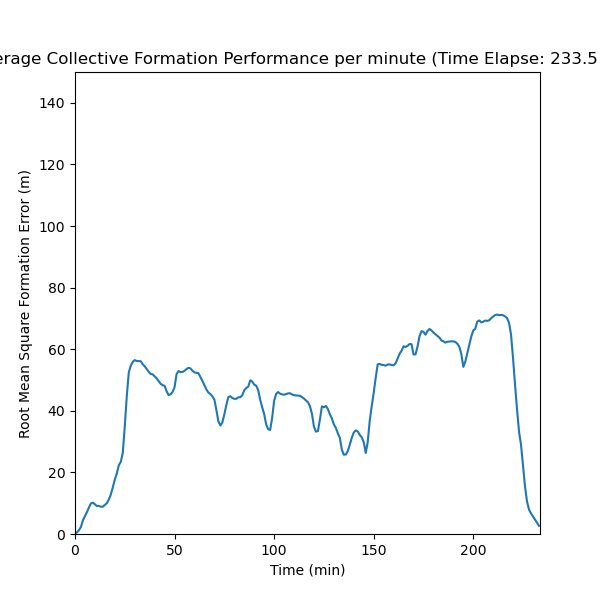 erage Collective Formation Performance per minute (Time Elapse: 233.5
140
120
100
80
60
40
20
0
Root Mean Square Formation Error (m)
0 50 100 150 200
Time (min)